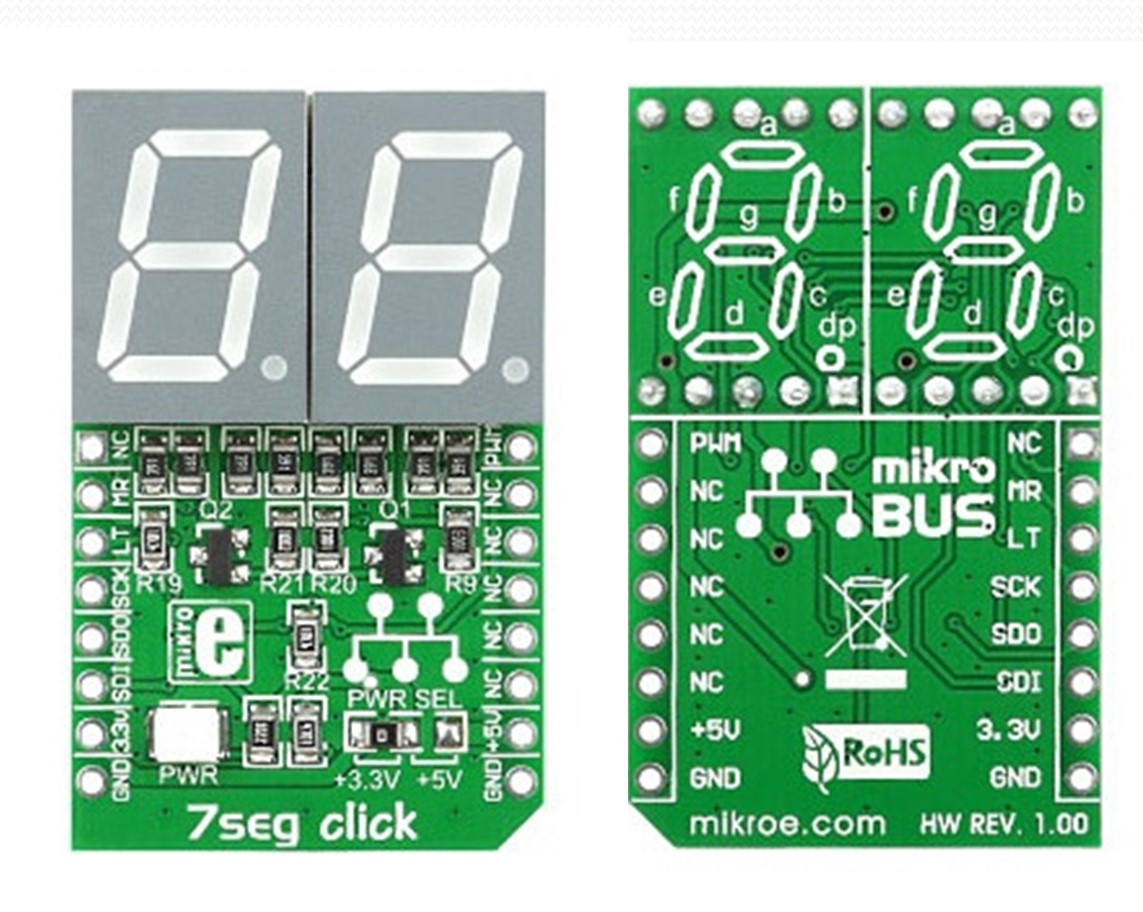 NC
PWM
MR
NC
Q2
Q1
LT
NC
R19
R21
R20
R9
SCK
NC
SDO
NC
mikro
e
R22
SDI
NC
PWR SEL
3.3V
+5V
PWR
+3.3V
+5V
GND
GND
7seg click
a
a
f
b
f
b
g
g
e
c
e
c
d
dp
d
dp
PWM
mikro
NC
NC
BUS
MR
NC
LT
NC
SCK
NC
SDO
NC
SDI
+5V
3.3V
RoHS
GND
GND
mikroe.com
HW REV. 1.00